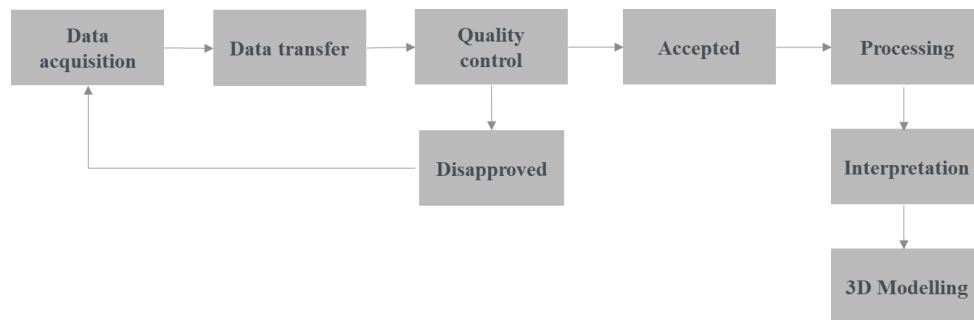 Data
acquisition
Data transfer
Quality
control
Accepted
Processing
Disapproved
Interpretation
3D Modelling